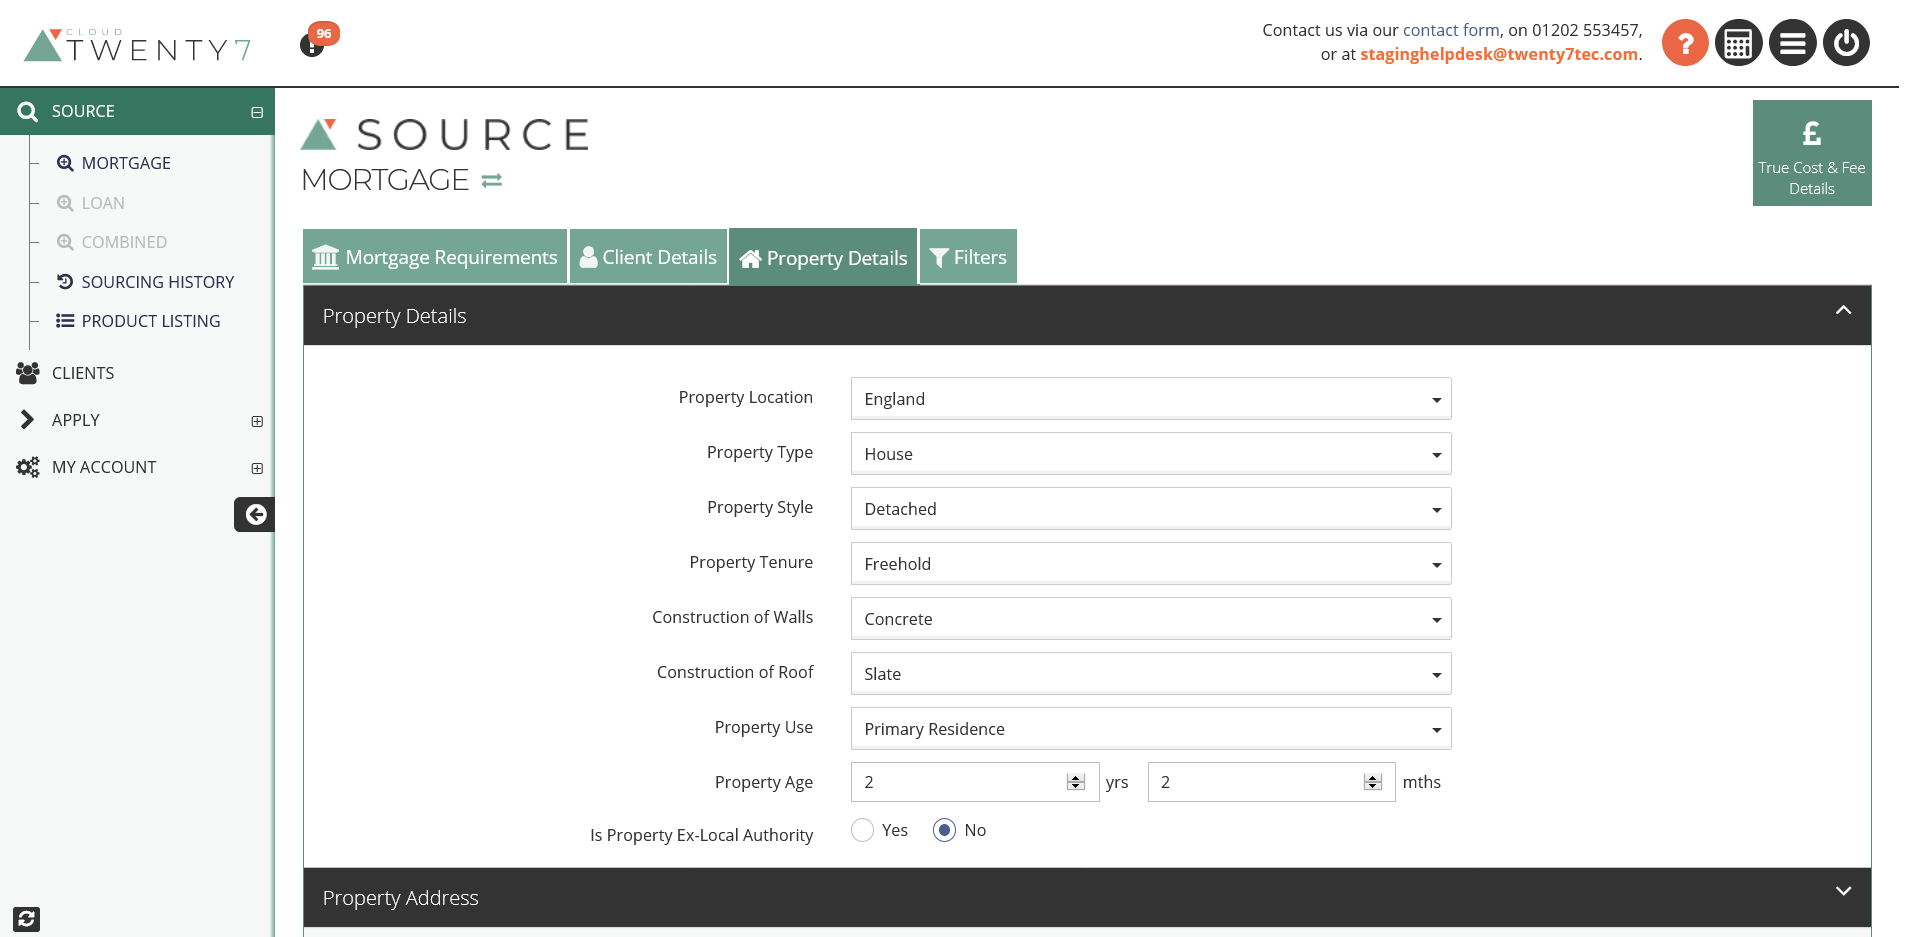 CLOUD
TWENTY7
96
Contact us via our contact form, on 01202 553457,
or at staginghelpdesk@twenty7tec.com.
SOURCE
MORTGAGE
LOAN
COMBINED
SOURCING HISTORY
PRODUCT LISTING
CLIENTS
APPLY
MY ACCOUNT
SOURCE
MORTGAGE
£
True Cost & Fee
Details
Mortgage Requirements
Client Details
Property Details
Filters
Property Details
Property Location England
Property Type House
Property Style Detached
Property Tenure Freehold
Construction of Walls Concrete
Construction of Roof Slate
Property Use Primary Residence
Property Age 2 yrs 2 mths
Is Property Ex-Local Authority Yes No
Property Address